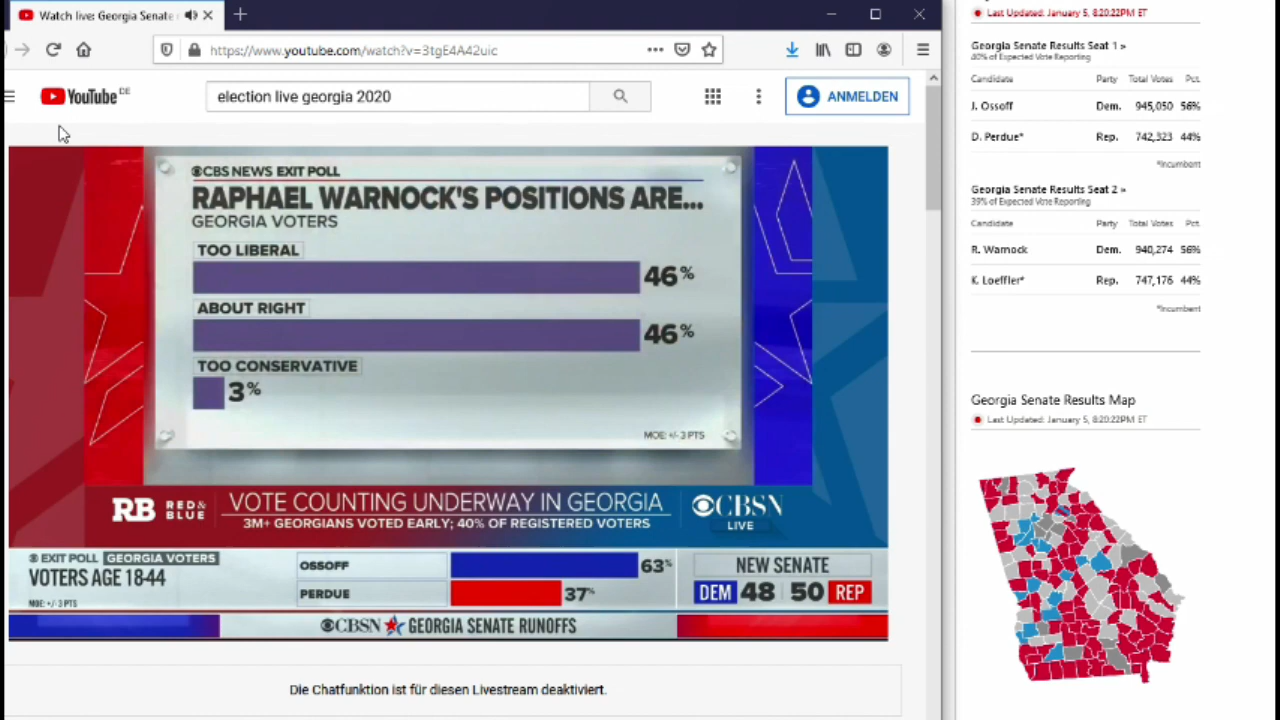 Watch live: Georgia Senate
https://www.youtube.com/watch?v=3tgE4A42uic
YouTube DE
election live georgia 2020
ANMELDEN
CBS NEWS EXIT POLL
RAPHAEL WARNOCK'S POSITIONS ARE...
GEORGIA VOTERS
TOO LIBERAL
46%
ABOUT RIGHT
46%
TOO CONSERVATIVE
3%
MOE: +/- 3 PTS
RB RED& BLUE
VOTE COUNTING UNDERWAY IN GEORGIA
3M+ GEORGIANS VOTED EARLY; 40% OF REGISTERED VOTERS
CBSN
LIVE
EXIT POLL GEORGIA VOTERS
VOTERS AGE 18-44
MOE: +/- 3 PTS
OSSOFF 63%
PERDUE 37%
NEW SENATE
DEM 48 50 REP
CBSN GEORGIA SENATE RUNOFFS
Die Chatfunktion ist für diesen Livestream deaktiviert.
Last Updated: January 5, 8:20:22PM ET
Georgia Senate Results Seat 1 »
40% of Expected Vote Reporting
Candidate Party Total Votes Pct.
J. Ossoff Dem. 945,050 56%
D. Perdue* Rep. 742,323 44%
*Incumbent
Georgia Senate Results Seat 2 »
39% of Expected Vote Reporting
Candidate Party Total Votes Pct.
R. Warnock Dem. 940,274 56%
K. Loeffler* Rep. 747,176 44%
*Incumbent
Georgia Senate Results Map
Last Updated: January 5, 8:20:22PM ET